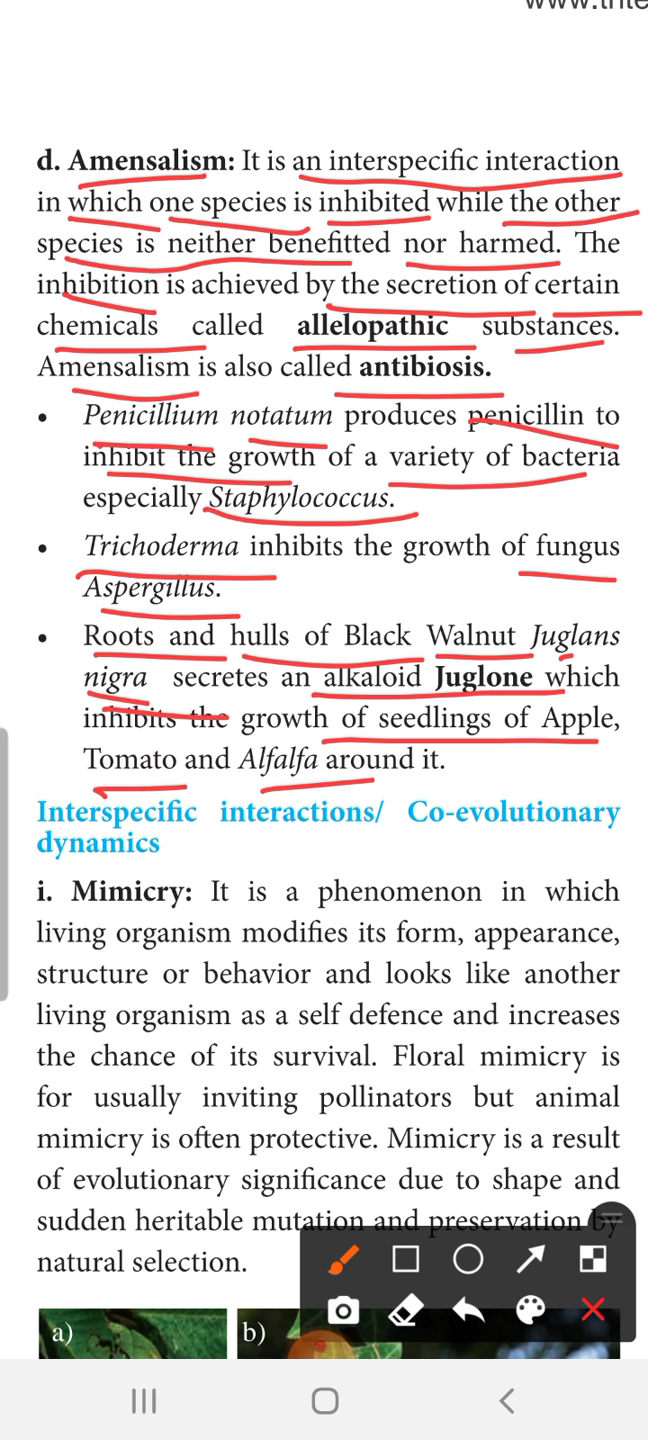 d. Amensalism: It is an interspecific interaction
in which one species is inhibited while the other
species is neither benefitted nor harmed. The
inhibition is achieved by the secretion of certain
chemicals called allelopathic substances.
Amensalism is also called antibiosis.
• Penicillium notatum produces penicillin to
inhibit the growth of a variety of bacteria
especially Staphylococcus.
• Trichoderma inhibits the growth of fungus
Aspergillus.
• Roots and hulls of Black Walnut Juglans
nigra secretes an alkaloid Juglone which
inhibits the growth of seedlings of Apple,
Tomato and Alfalfa around it.
Interspecific interactions/ Co-evolutionary
dynamics
i. Mimicry: It is a phenomenon in which
living organism modifies its form, appearance,
structure or behavior and looks like another
living organism as a self defence and increases
the chance of its survival. Floral mimicry is
for usually inviting pollinators but animal
mimicry is often protective. Mimicry is a result
of evolutionary significance due to shape and
sudden heritable mutation and preservation by
natural selection.
a) b)